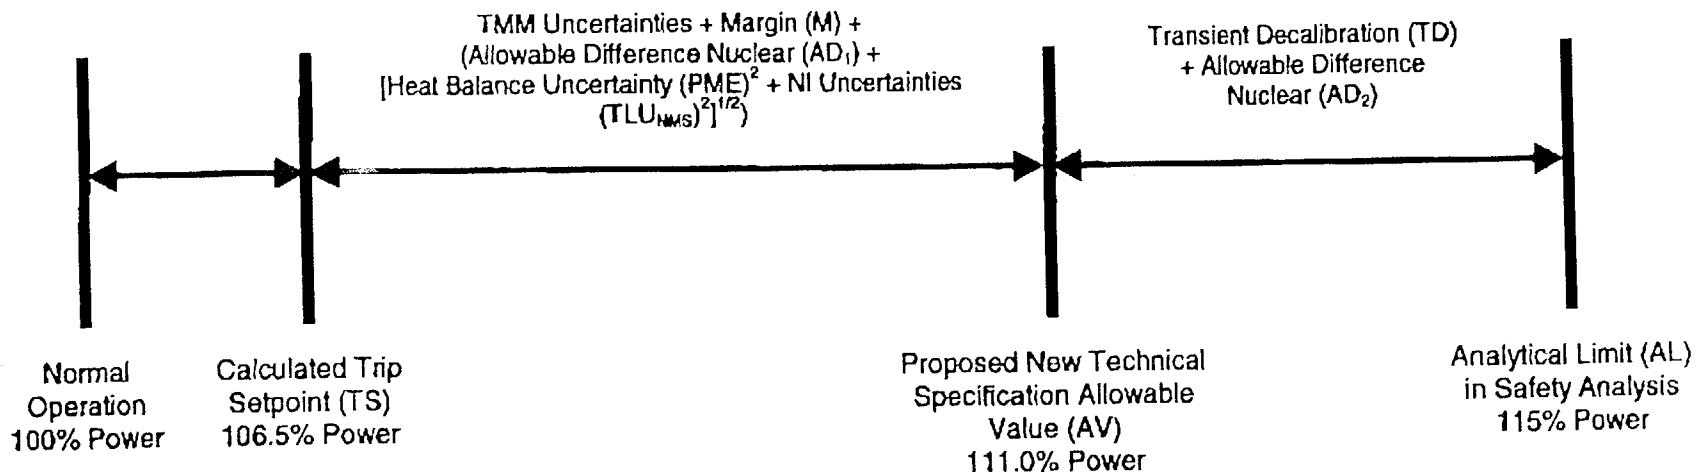 TMM Uncertainties + Margin (M) +
(Allowable Difference Nuclear (AD₁) +
[Heat Balance Uncertainty (PME)² + NI Uncertainties
(TLU_NMS)²]^1/2)
Transient Decalibration (TD)
+ Allowable Difference
Nuclear (AD₂)
Normal
Operation
100% Power
Calculated Trip
Setpoint (TS)
106.5% Power
Proposed New Technical
Specification Allowable
Value (AV)
111.0% Power
Analytical Limit (AL)
in Safety Analysis
115% Power